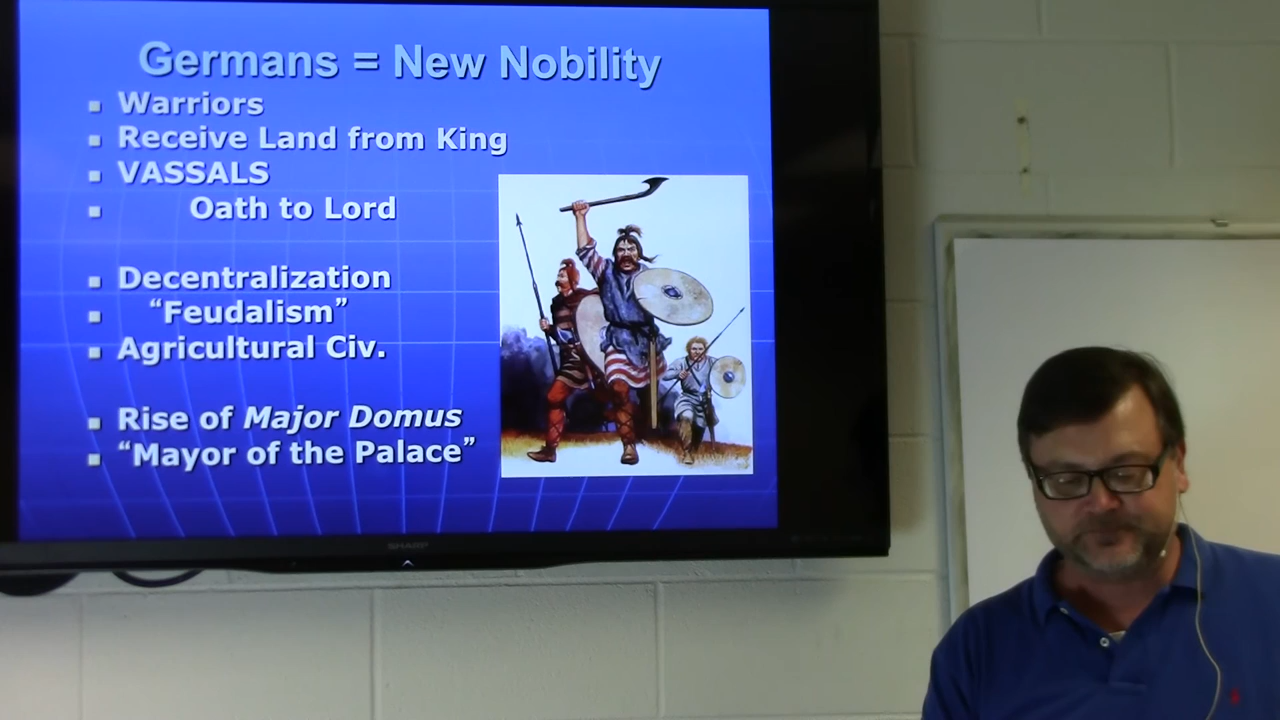 Germans = New Nobility
Warriors
Receive Land from King
VASSALS
Oath to Lord
Decentralization
“Feudalism”
Agricultural Civ.
Rise of Major Domus
“Mayor of the Palace”
SHARP